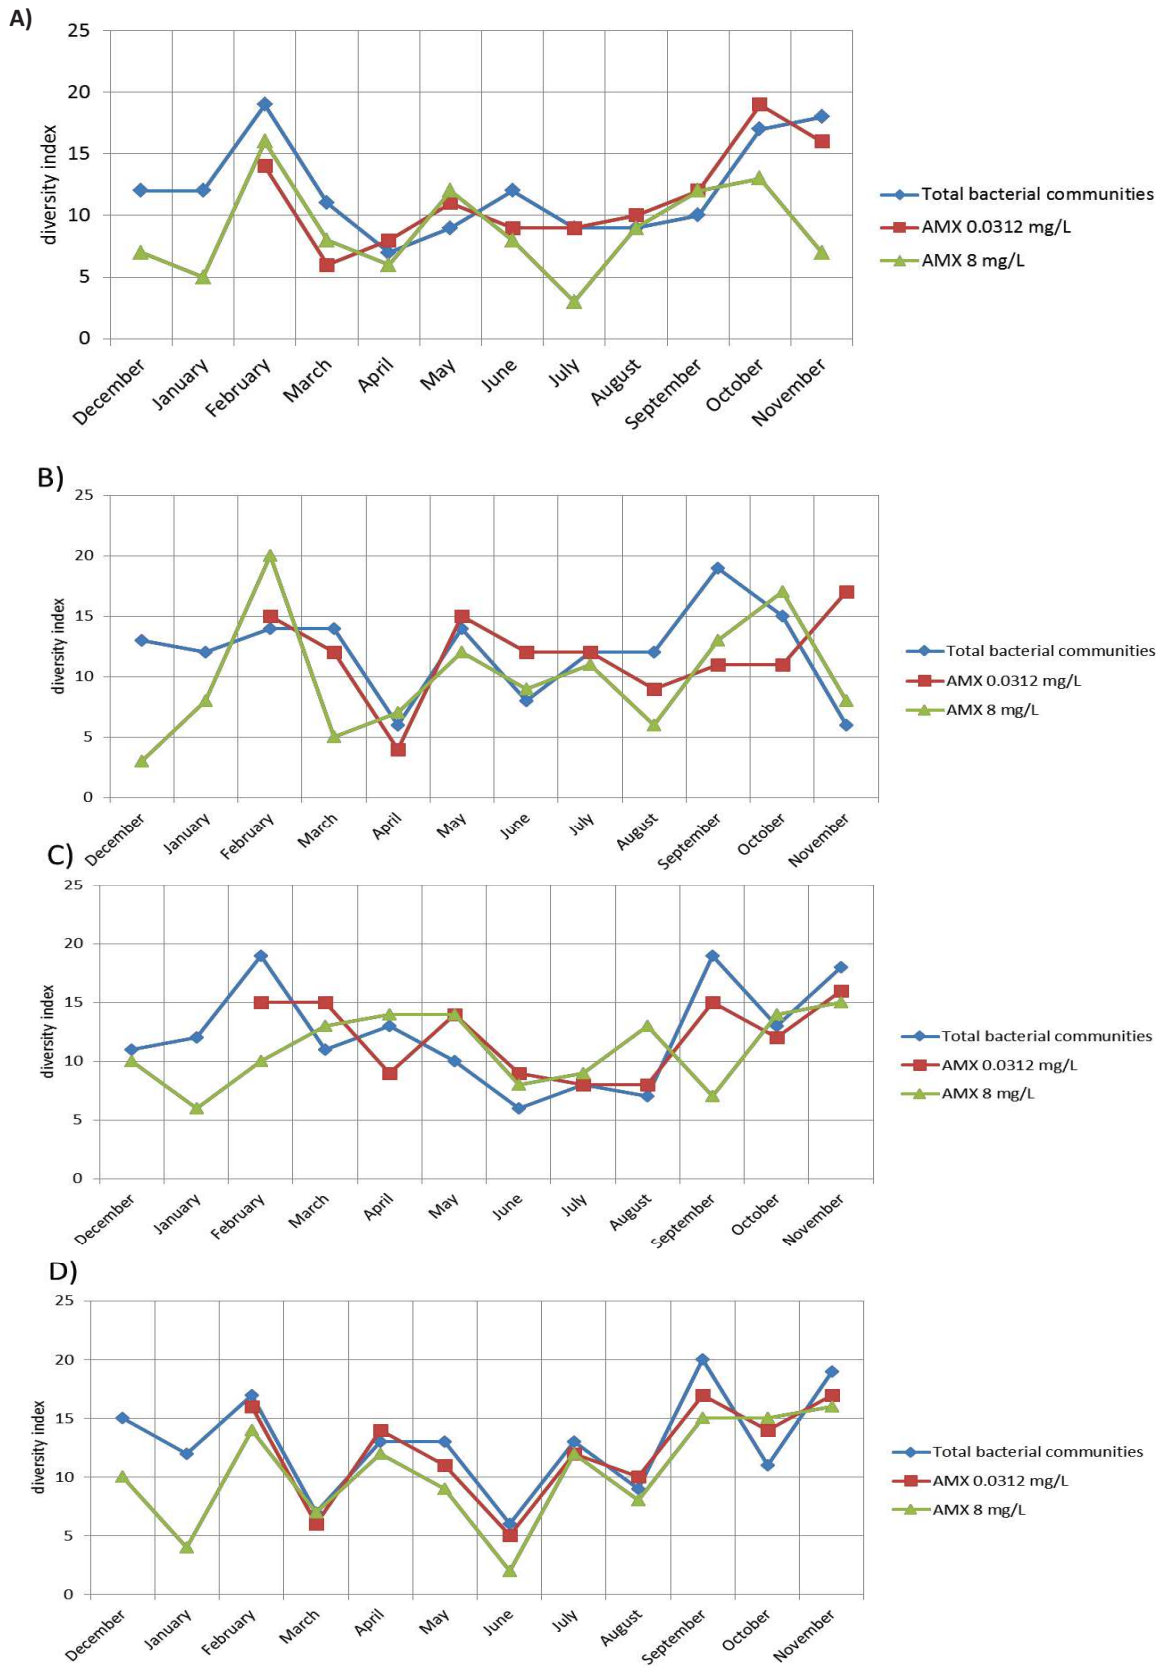 A)
25
20
15
10
5
0
diversity index
December
January
February
March
April
May
June
July
August
September
October
November
Total bacterial communities
AMX 0.0312 mg/L
AMX 8 mg/L
B)
25
20
15
10
5
0
diversity index
December
January
February
March
April
May
June
July
August
September
October
November
Total bacterial communities
AMX 0.0312 mg/L
AMX 8 mg/L
C)
25
20
15
10
5
0
diversity index
December
January
February
March
April
May
June
July
August
September
October
November
Total bacterial communities
AMX 0.0312 mg/L
AMX 8 mg/L
D)
25
20
15
10
5
0
diversity index
December
January
February
March
April
May
June
July
August
September
October
November
Total bacterial communities
AMX 0.0312 mg/L
AMX 8 mg/L